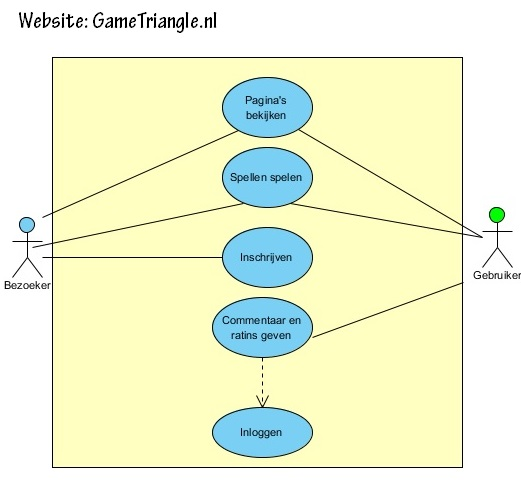 Website: GameTriangle.nl
Pagina's
bekijken
Spellen spelen
Bezoeker
Gebruiker
Inschrijven
Commentaar en
ratins geven
Inloggen